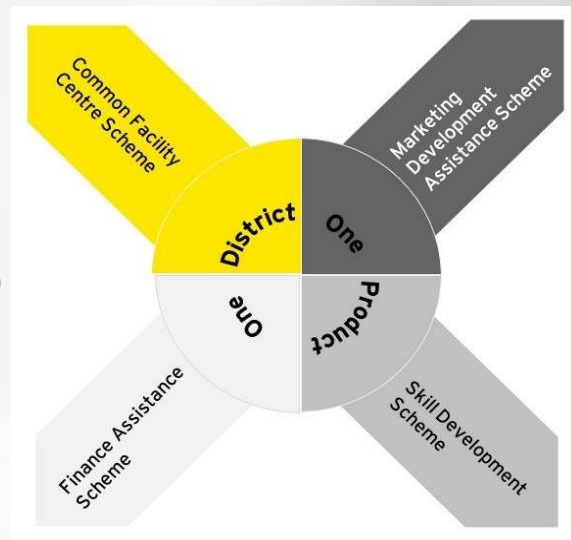 Common Facility
Centre Scheme
Marketing
Development
Assistance Scheme
One
District
One
Product
Finance Assistance
Scheme
Skill Development
Scheme